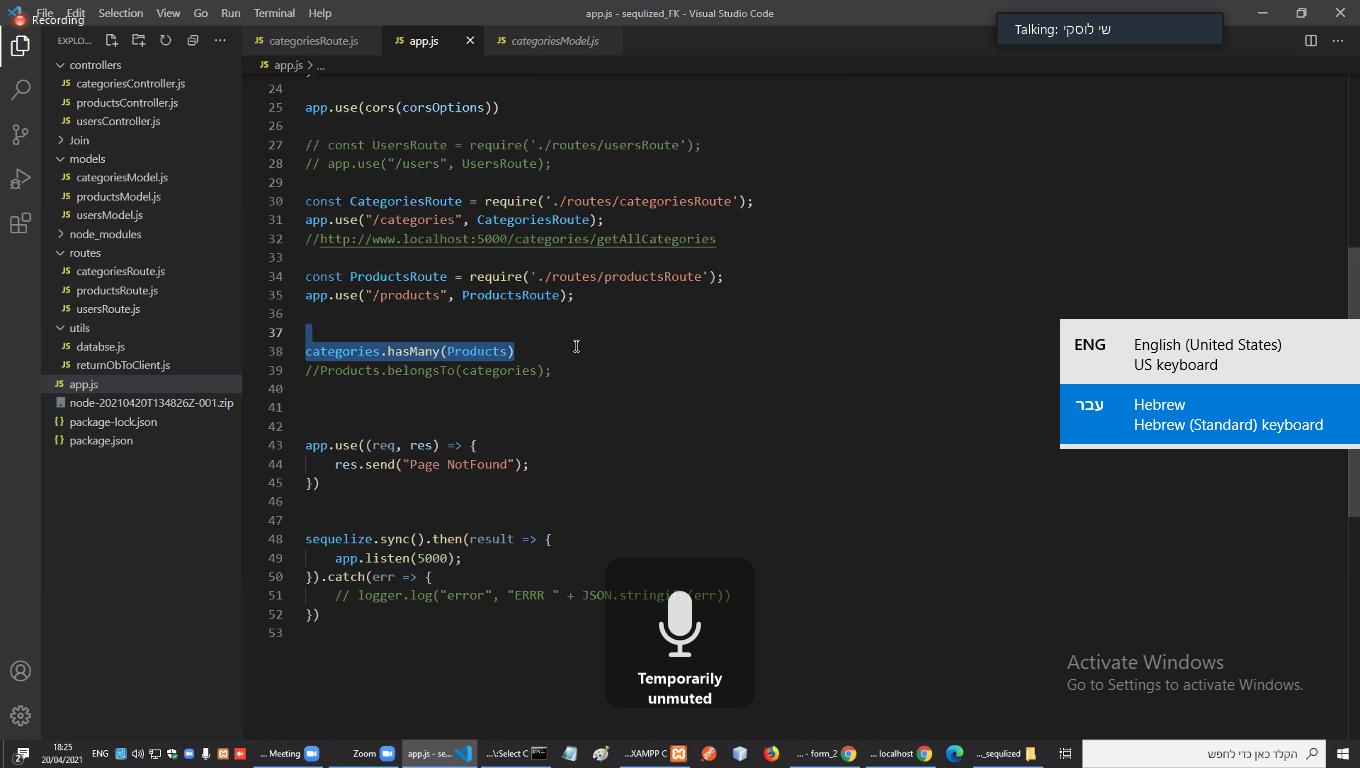 File Edit Selection View Go Run Terminal Help
Recording
app.js - sequlized_FK - Visual Studio Code
Talking: שי לוסקי
EXPLO...
categoriesRoute.js
app.js
categoriesModel.js
app.js > ...
controllers
categoriesController.js
productsController.js
usersController.js
Join
models
categoriesModel.js
productsModel.js
usersModel.js
node_modules
routes
categoriesRoute.js
productsRoute.js
usersRoute.js
utils
databse.js
returnObToClient.js
app.js
node-20210420T134826Z-001.zip
package-lock.json
package.json
24
25 app.use(cors(corsOptions))
26
27 // const UsersRoute = require('./routes/usersRoute');
28 // app.use("/users", UsersRoute);
29
30 const CategoriesRoute = require('./routes/categoriesRoute');
31 app.use("/categories", CategoriesRoute);
32 //http://www.localhost:5000/categories/getAllCategories
33
34 const ProductsRoute = require('./routes/productsRoute');
35 app.use("/products", ProductsRoute);
36
37
38 categories.hasMany(Products)
39 //Products.belongsTo(categories);
40
41
42
43 app.use((req, res) => {
44 res.send("Page NotFound");
45 })
46
47
48 sequelize.sync().then(result => {
49 app.listen(5000);
50 }).catch(err => {
51 // logger.log("error", "ERRR " + JSON.stringify(err))
52 })
53
ENG English (United States)
US keyboard
עבר Hebrew
Hebrew (Standard) keyboard
Temporarily
unmuted
Activate Windows
Go to Settings to activate Windows.
2
18:25
20/04/2021
ENG
... Meeting
Zoom
app.js - se...
...\:Select C
...XAMPP C
... - form_2
... localhost
..._sequlized
הקלד כאן כדי לחפש